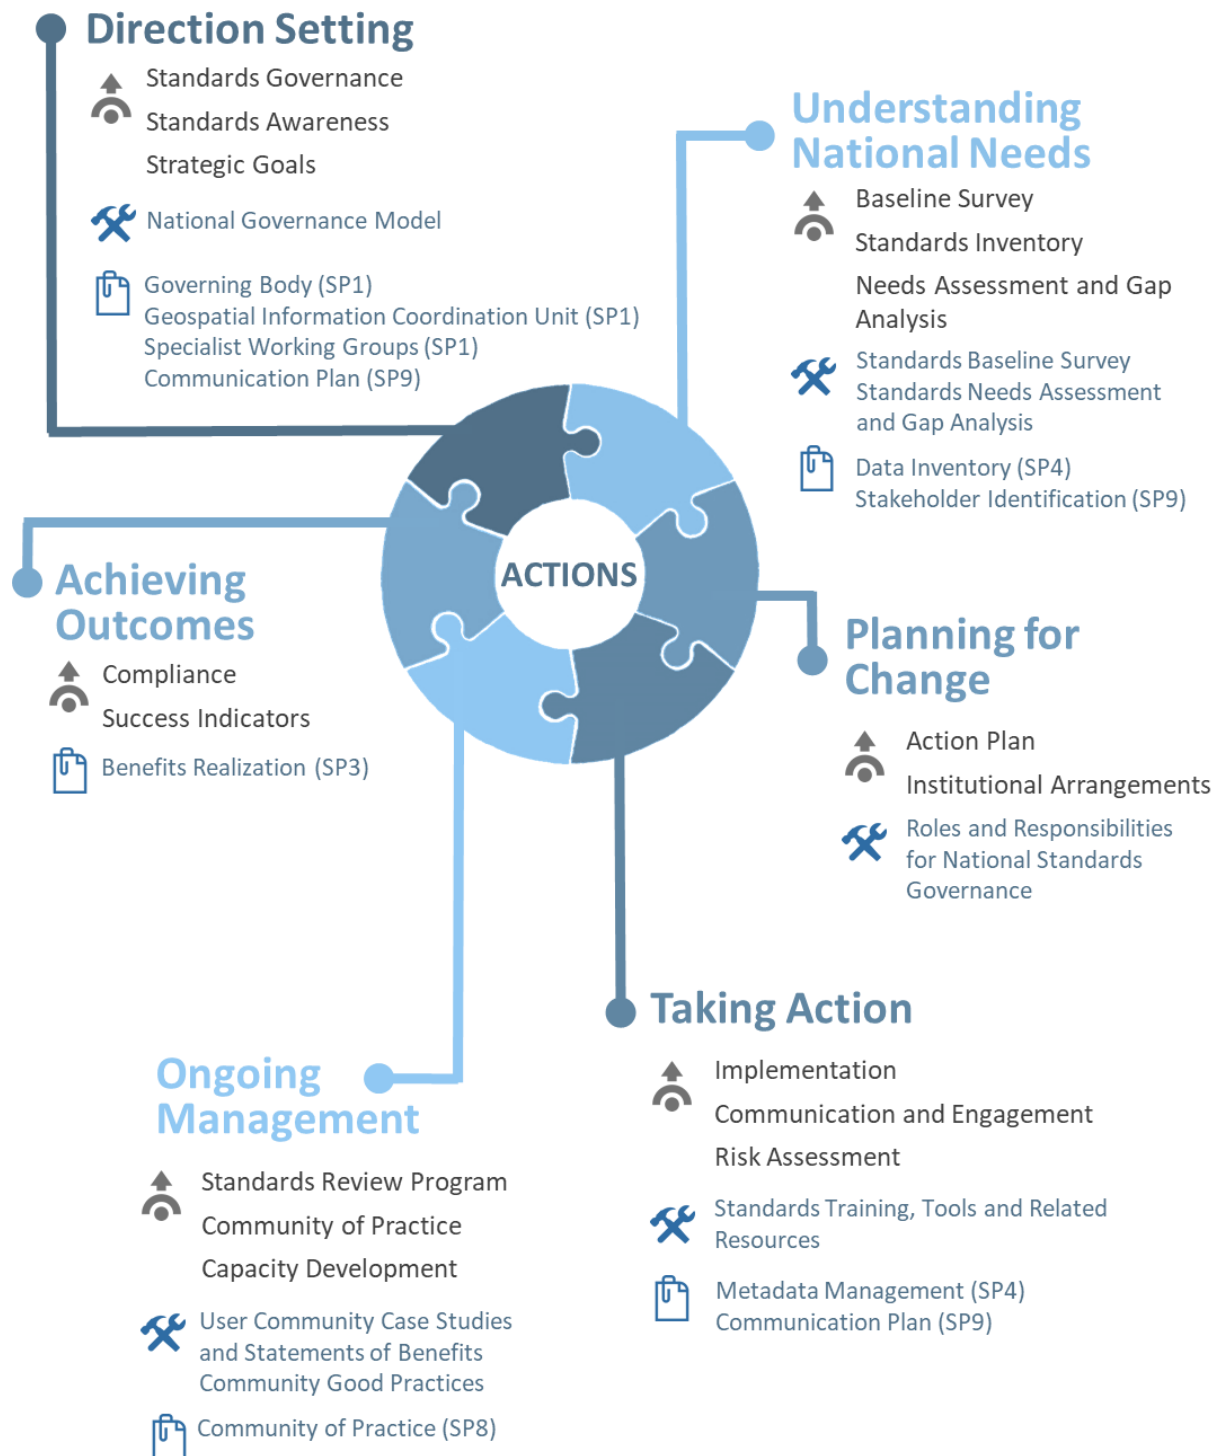 Direction Setting
Standards Governance
Standards Awareness
Strategic Goals
National Governance Model
Governing Body (SP1)
Geospatial Information Coordination Unit (SP1)
Specialist Working Groups (SP1)
Communication Plan (SP9)
Understanding
National Needs
Baseline Survey
Standards Inventory
Needs Assessment and Gap
Analysis
Standards Baseline Survey
Standards Needs Assessment
and Gap Analysis
Data Inventory (SP4)
Stakeholder Identification (SP9)
ACTIONS
Planning for
Change
Action Plan
Institutional Arrangements
Roles and Responsibilities
for National Standards
Governance
Taking Action
Implementation
Communication and Engagement
Risk Assessment
Standards Training, Tools and Related
Resources
Metadata Management (SP4)
Communication Plan (SP9)
Ongoing
Management
Standards Review Program
Community of Practice
Capacity Development
User Community Case Studies
and Statements of Benefits
Community Good Practices
Community of Practice (SP8)
Achieving
Outcomes
Compliance
Success Indicators
Benefits Realization (SP3)